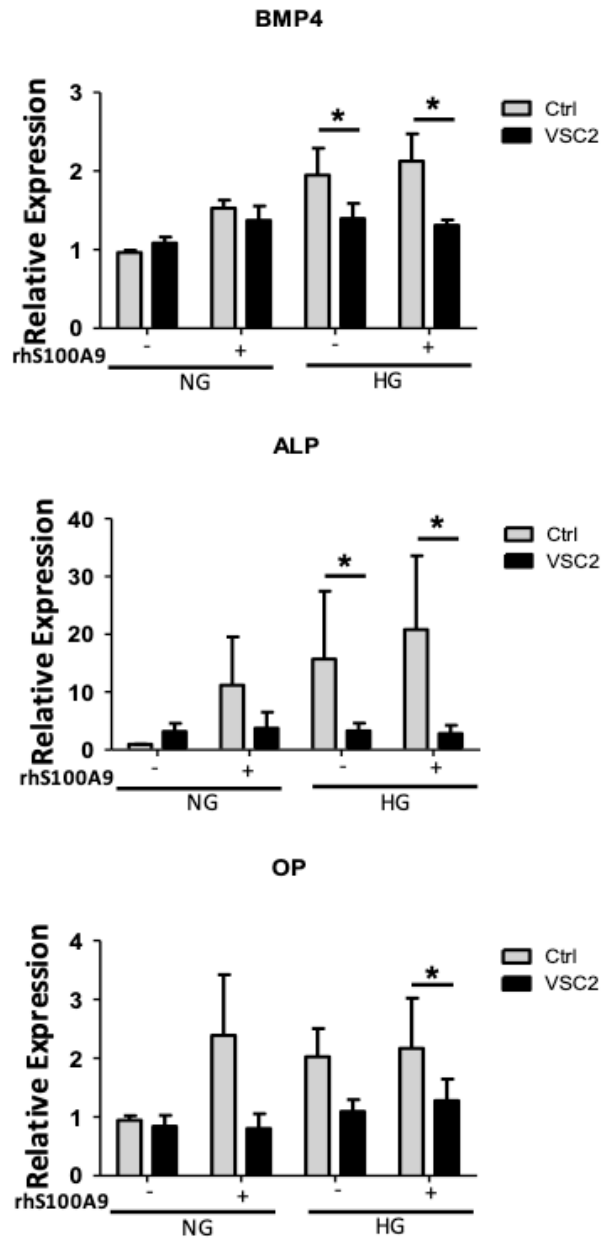 BMP4
Relative Expression
3
2
1
0
*
*
Ctrl
VSC2
rhS100A9
-
+
-
+
NG
HG
ALP
Relative Expression
40
30
20
10
0
*
*
Ctrl
VSC2
rhS100A9
-
+
-
+
NG
HG
OP
Relative Expression
4
3
2
1
0
*
Ctrl
VSC2
rhS100A9
-
+
-
+
NG
HG